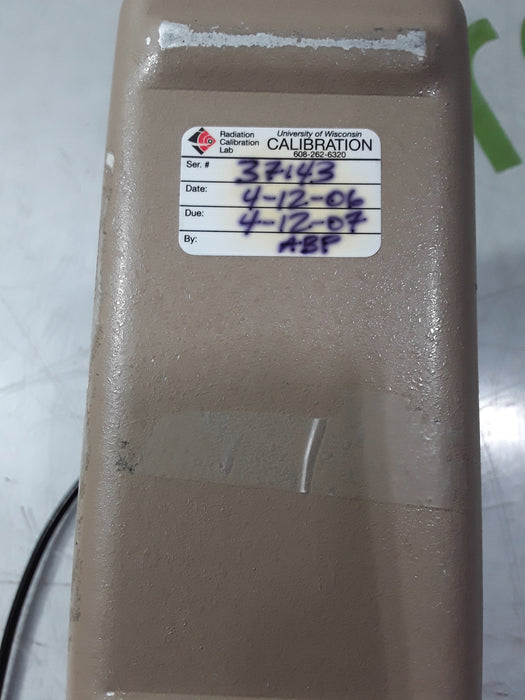 Radiation
Calibration
Lab
University of Wisconsin
CALIBRATION
608-262-6320
Ser. # 37143
Date: 4-12-06
Due: 4-12-07
By: ABP